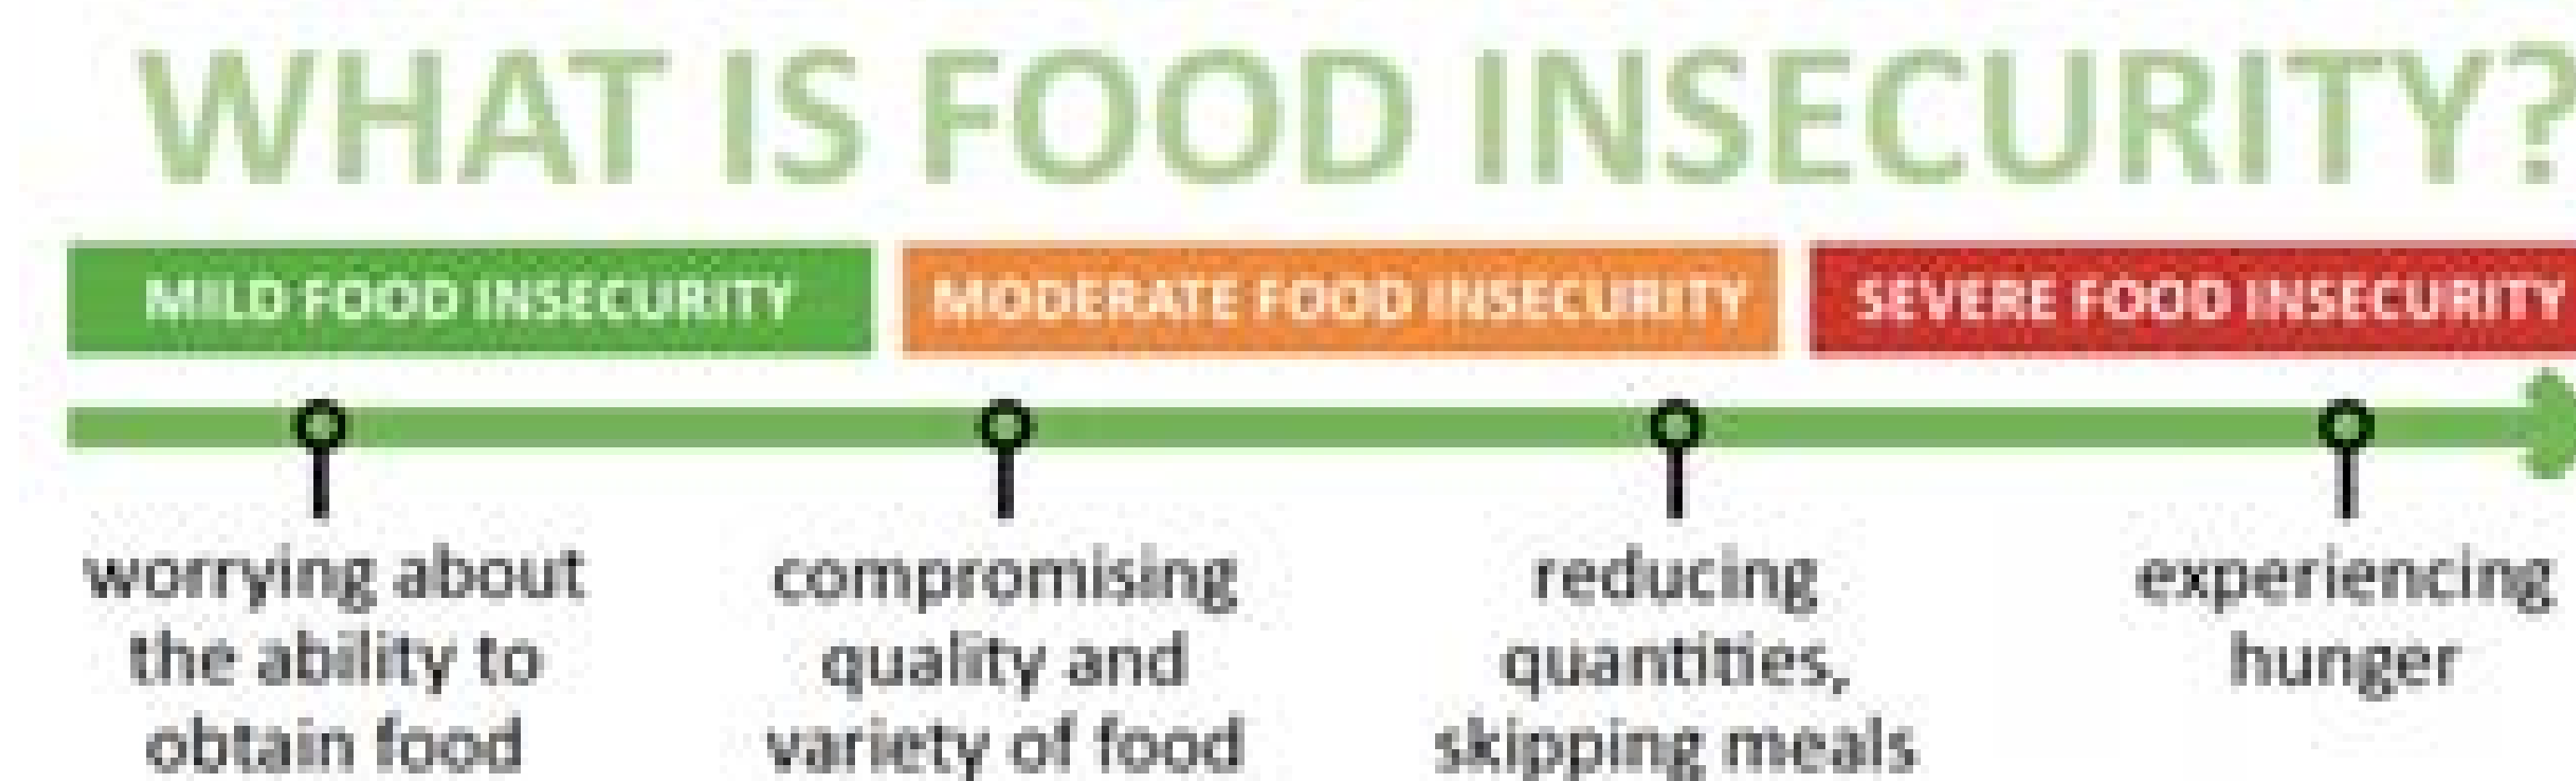 WHAT IS FOOD INSECURITY?
MILD FOOD INSECURITY
MODERATE FOOD INSECURITY
SEVERE FOOD INSECURITY
worrying about
the ability to
obtain food
compromising
quality and
variety of food
reducing
quantities,
skipping meals
experiencing
hunger